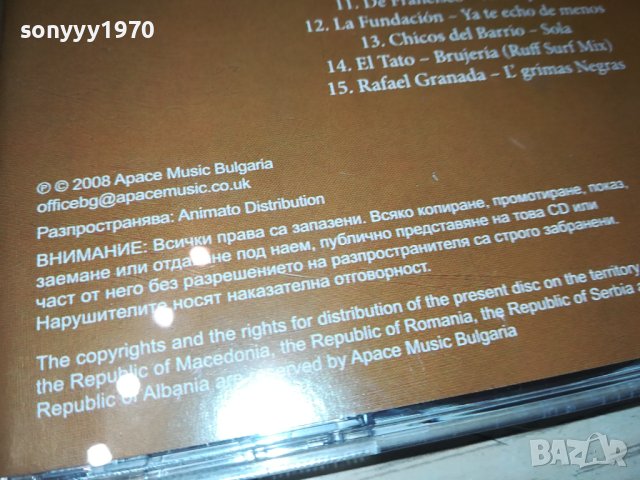 sonyyy1970
11. De Francisco
12. La Fundación – Ya te echo de menos
13. Chicos del Barrio – Sola
14. El Tato – Brujería (Ruff Surf Mix)
15. Rafael Granada – L' grimas Negras
℗ © 2008 Apace Music Bulgaria
officebg@apacemusic.co.uk
Разпространява: Animato Distribution
ВНИМАНИЕ: Всички права са запазени. Всяко копиране, промотиране, показ,
заемане или отдаване под наем, публично представяне на това CD или
част от него без разрешението на разпространителя са строго забранени.
Нарушителите носят наказателна отговорност.
The copyrights and the rights for distribution of the present disc on the territory
the Republic of Macedonia, the Republic of Romania, the Republic of Serbia
Republic of Albania are reserved by Apace Music Bulgaria
BAZAR
bg